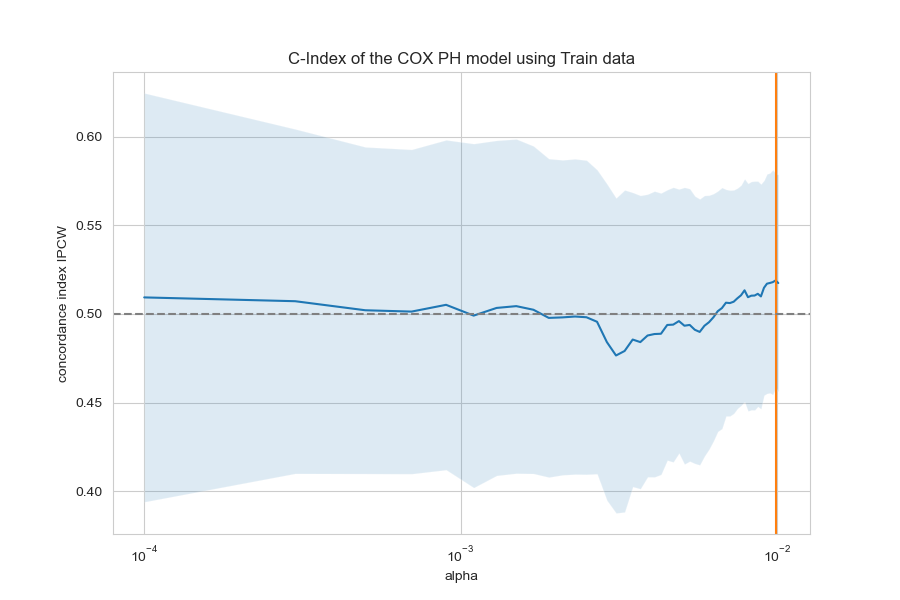 C-Index of the COX PH model using Train data
concordance index IPCW
0.60
0.55
0.50
0.45
0.40
10⁻⁴
10⁻³
10⁻²
alpha